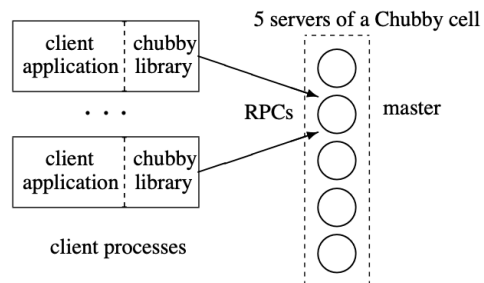 5 servers of a Chubby cell
client application
chubby library
. . .
RPCs
master
client application
chubby library
client processes